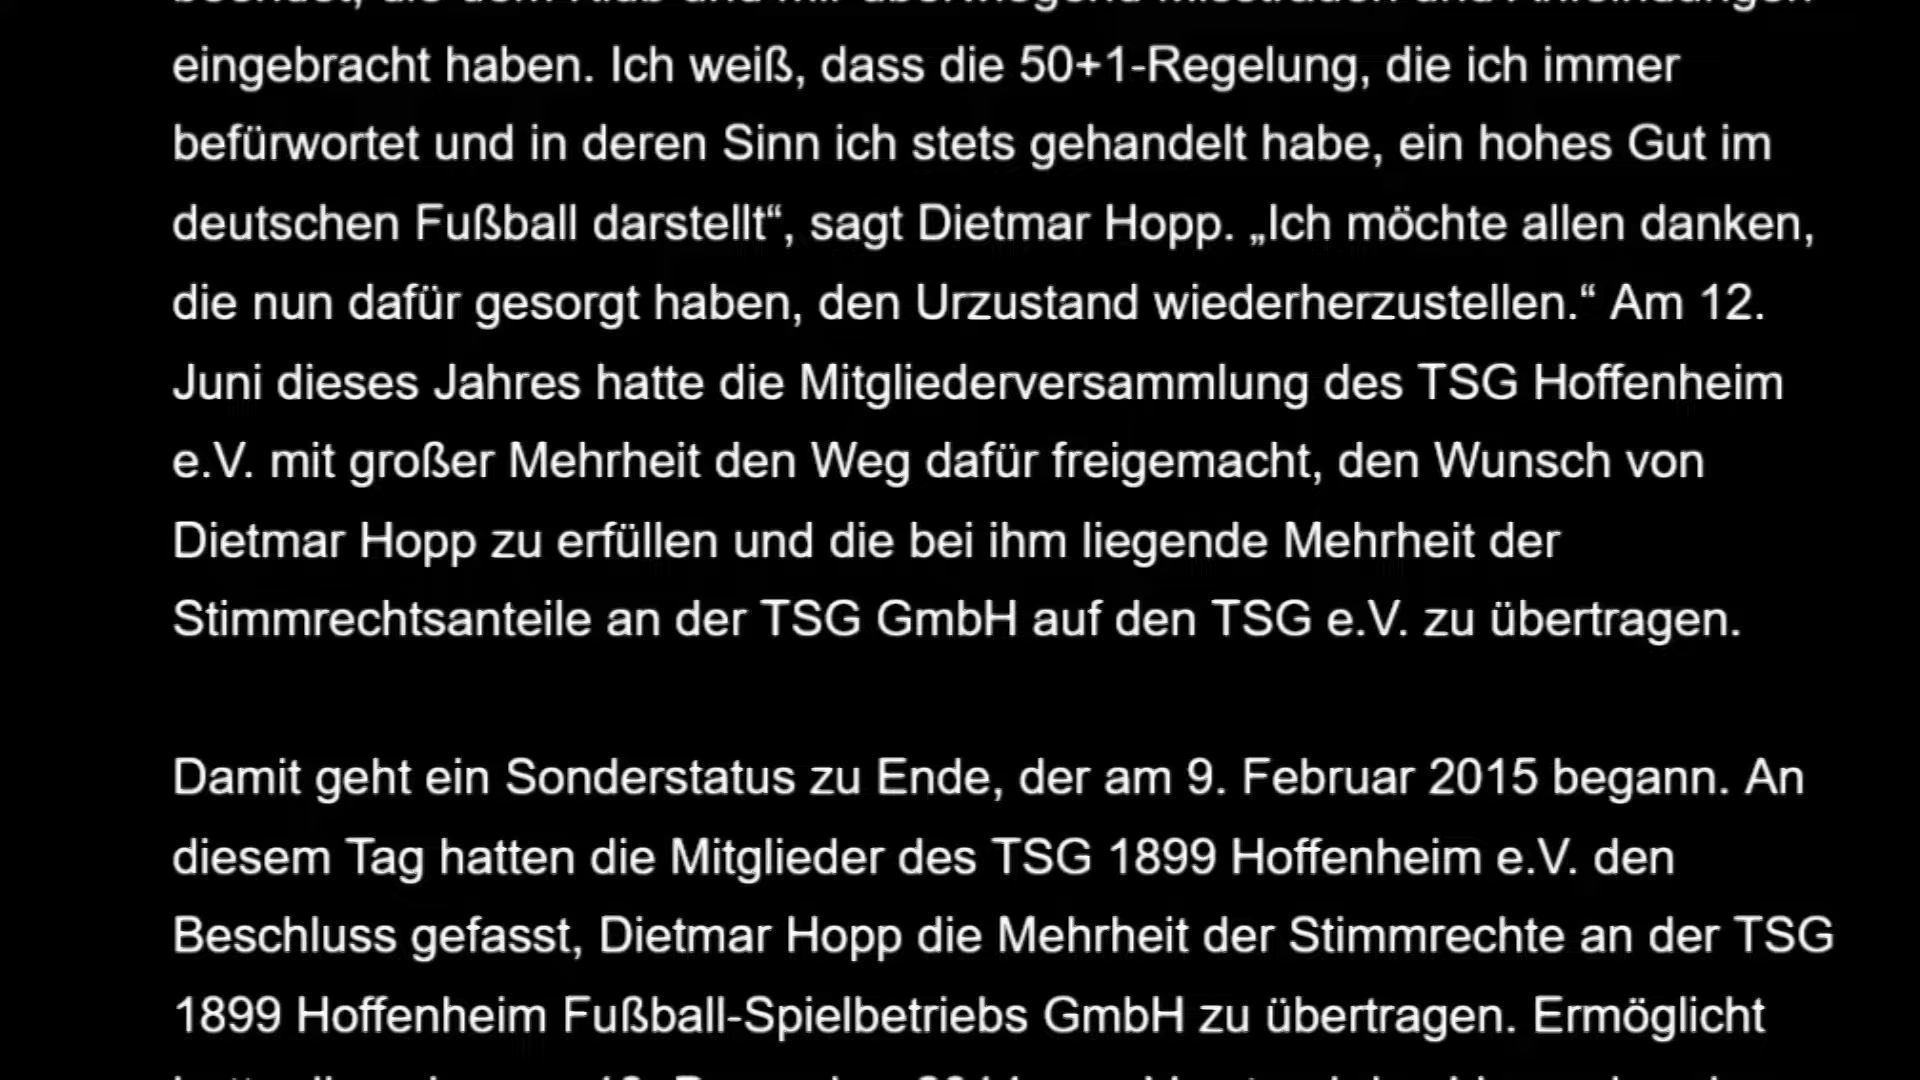 eingebracht haben. Ich weiß, dass die 50+1-Regelung, die ich immer
befürwortet und in deren Sinn ich stets gehandelt habe, ein hohes Gut im
deutschen Fußball darstellt“, sagt Dietmar Hopp. „Ich möchte allen danken,
die nun dafür gesorgt haben, den Urzustand wiederherzustellen.“ Am 12.
Juni dieses Jahres hatte die Mitgliederversammlung des TSG Hoffenheim
e.V. mit großer Mehrheit den Weg dafür freigemacht, den Wunsch von
Dietmar Hopp zu erfüllen und die bei ihm liegende Mehrheit der
Stimmrechtsanteile an der TSG GmbH auf den TSG e.V. zu übertragen.
Damit geht ein Sonderstatus zu Ende, der am 9. Februar 2015 begann. An
diesem Tag hatten die Mitglieder des TSG 1899 Hoffenheim e.V. den
Beschluss gefasst, Dietmar Hopp die Mehrheit der Stimmrechte an der TSG
1899 Hoffenheim Fußball-Spielbetriebs GmbH zu übertragen. Ermöglicht